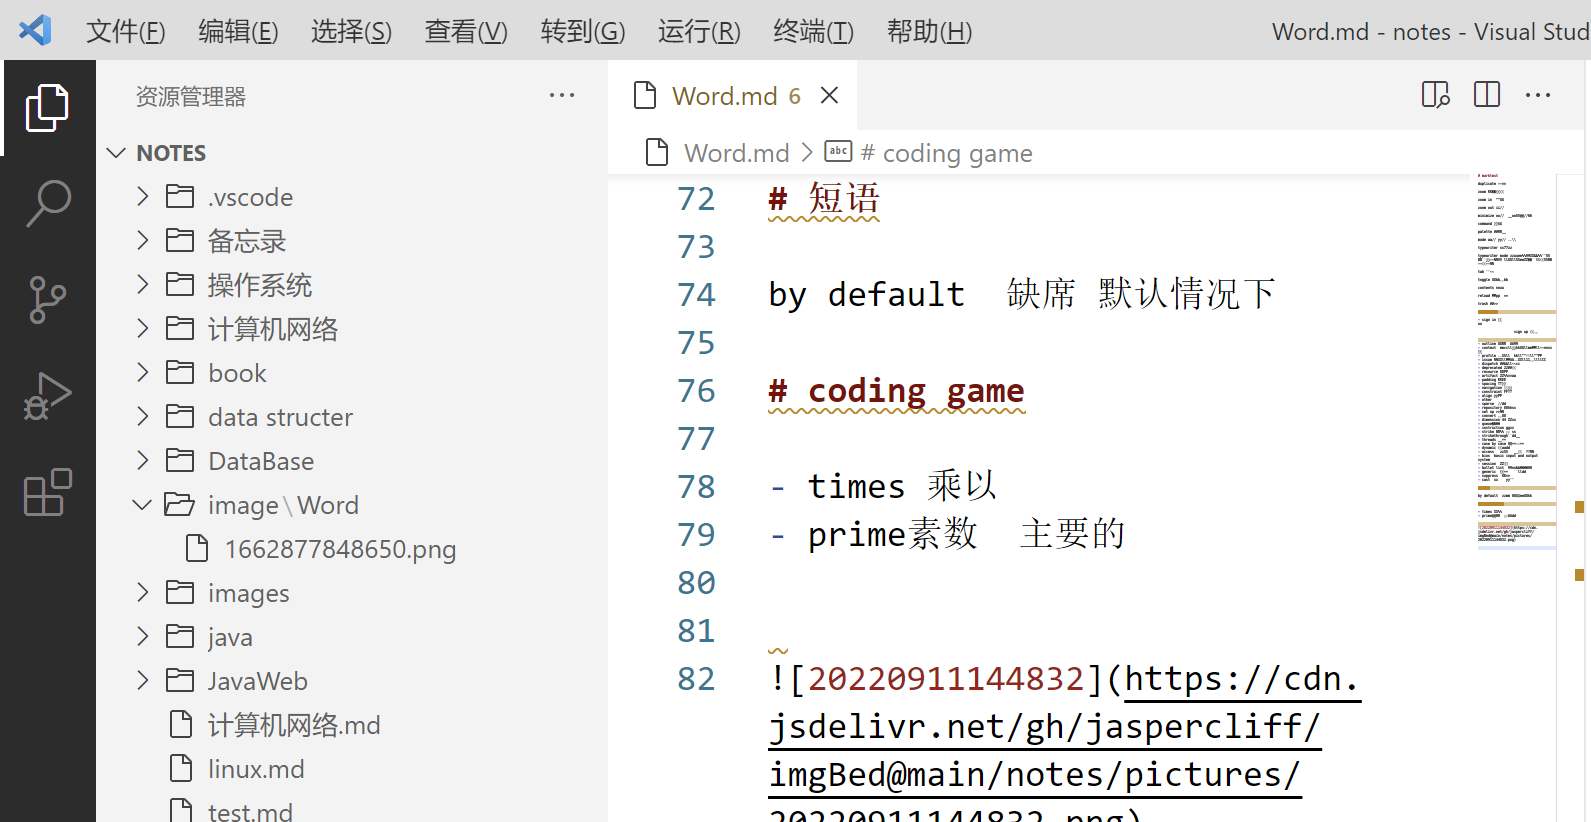 文件(F) 编辑(E) 选择(S) 查看(V) 转到(G) 运行(R) 终端(T) 帮助(H) Word.md - notes - Visual Stud
资源管理器 ···
NOTES
.vscode
备忘录
操作系统
计算机网络
book
data structer
DataBase
image\Word
1662877848650.png
images
java
JavaWeb
计算机网络.md
linux.md
test.md
Word.md 6
Word.md > abc # coding game
72 # 短语
73
74 by default 缺席 默认情况下
75
76 # coding game
77
78 - times 乘以
79 - prime素数 主要的
80
81
82 ![20220911144832](https://cdn.
jsdelivr.net/gh/jaspercliff/
imgBed@main/notes/pictures/
20220911144832.png)